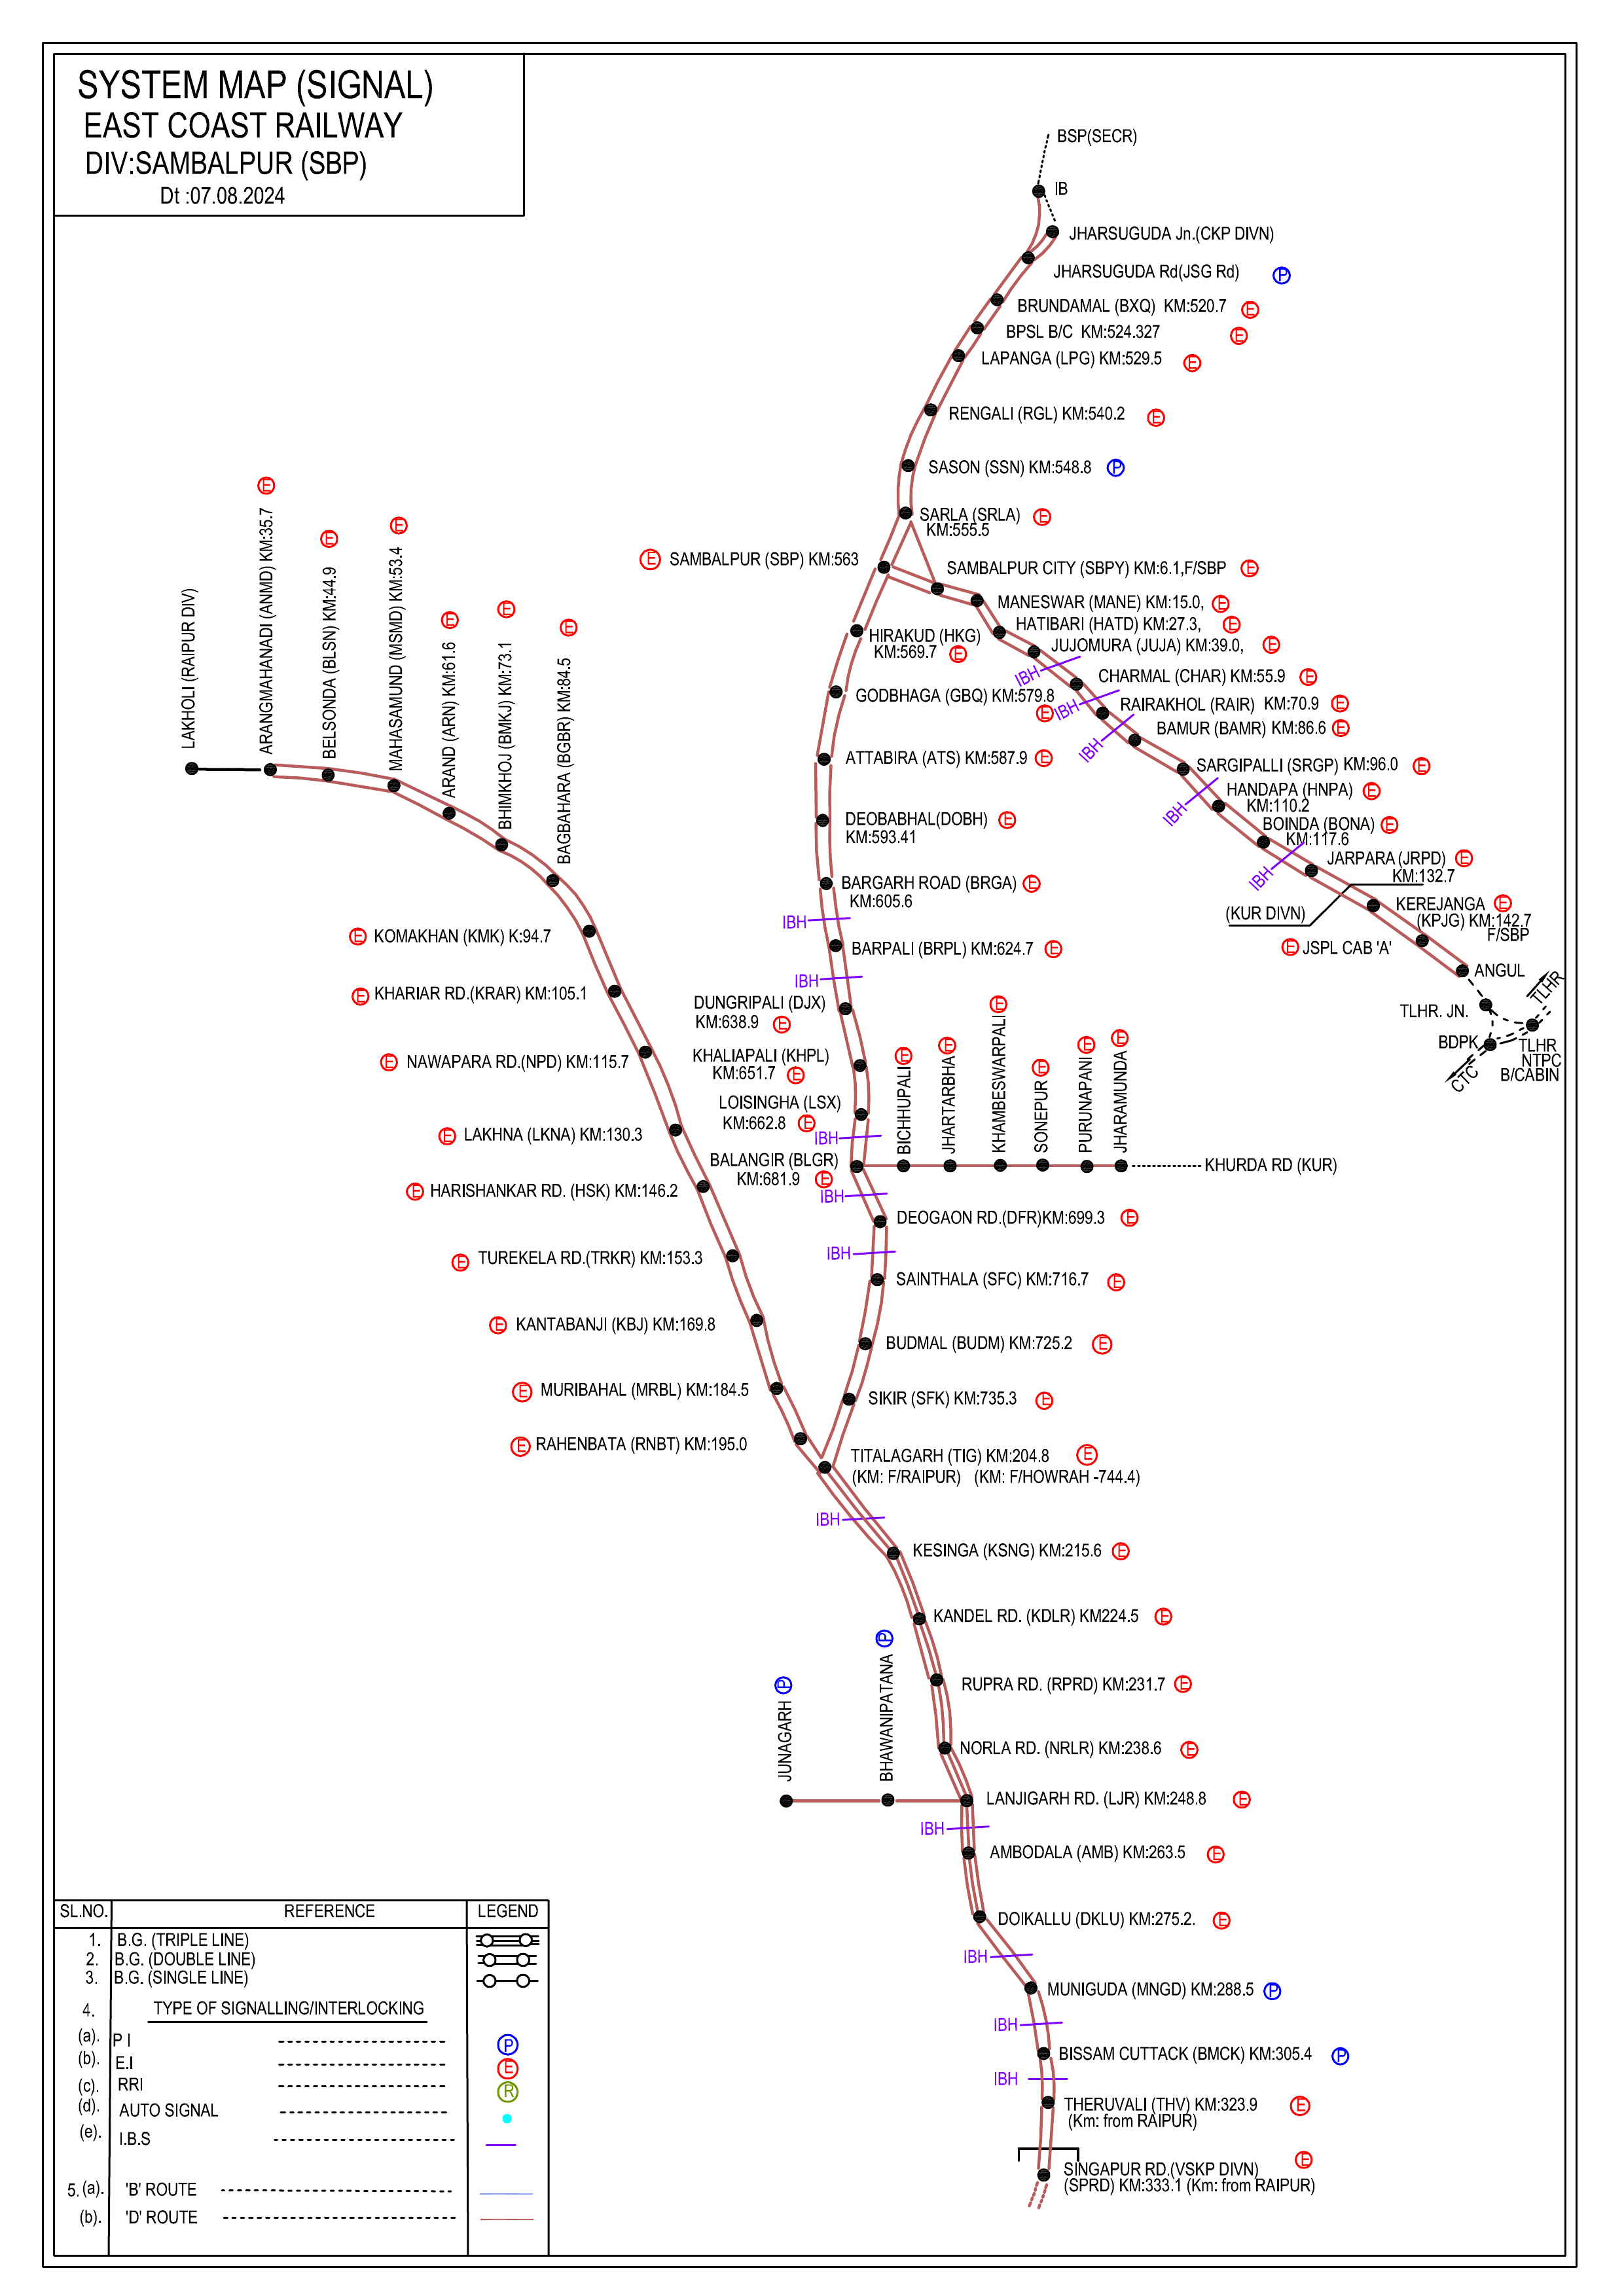 SYSTEM MAP (SIGNAL)
EAST COAST RAILWAY
DIV:SAMBALPUR (SBP)
Dt :07.08.2024
BSP(SECR)
IB
JHARSUGUDA Jn.(CKP DIVN)
JHARSUGUDA Rd(JSG Rd) P
BRUNDAMAL (BXQ) KM:520.7 E
BPSL B/C KM:524.327 E
LAPANGA (LPG) KM:529.5 E
RENGALI (RGL) KM:540.2 E
SASON (SSN) KM:548.8 P
SARLA (SRLA) E
KM:555.5
E SAMBALPUR (SBP) KM:563
SAMBALPUR CITY (SBPY) KM:6.1,F/SBP E
MANESWAR (MANE) KM:15.0, E
HATIBARI (HATD) KM:27.3, E
JUJOMURA (JUJA) KM:39.0, E
IBH
CHARMAL (CHAR) KM:55.9 E
IBH
RAIRAKHOL (RAIR) KM:70.9 E
IBH
BAMUR (BAMR) KM:86.6 E
SARGIPALLI (SRGP) KM:96.0 E
IBH
HANDAPA (HNPA) E
KM:110.2
BOINDA (BONA) E
KM:117.6
IBH
JARPARA (JRPD) E
KM:132.7
(KUR DIVN)
KEREJANGA E
(KPJG) KM:142.7
F/SBP
E JSPL CAB 'A'
ANGUL
TLHR. JN.
TLHR
BDPK
TLHR
NTPC
B/CABIN
CTC
LAKHOLI (RAIPUR DIV)
ARANGMAHANADI (ANMD) KM:35.7 E
BELSONDA (BLSN) KM:44.9 E
MAHASAMUND (MSMD) KM:53.4 E
ARAND (ARN) KM:61.6 E
BHIMKHOJ (BMKJ) KM:73.1 E
BAGBAHARA (BGBR) KM:84.5 E
E KOMAKHAN (KMK) K:94.7
E KHARIAR RD.(KRAR) KM:105.1
E NAWAPARA RD.(NPD) KM:115.7
E LAKHNA (LKNA) KM:130.3
E HARISHANKAR RD. (HSK) KM:146.2
E TUREKELA RD.(TRKR) KM:153.3
E KANTABANJI (KBJ) KM:169.8
E MURIBAHAL (MRBL) KM:184.5
E RAHENBATA (RNBT) KM:195.0
HIRAKUD (HKG)
KM:569.7 E
GODBHAGA (GBQ) KM:579.8
E
ATTABIRA (ATS) KM:587.9 E
DEOBABHAL(DOBH) E
KM:593.41
BARGARH ROAD (BRGA) E
KM:605.6
IBH
BARPALI (BRPL) KM:624.7 E
IBH
DUNGRIPALI (DJX)
KM:638.9 E
KHALIAPALI (KHPL)
KM:651.7 E
LOISINGHA (LSX)
KM:662.8 E
IBH
BALANGIR (BLGR)
KM:681.9 E
IBH
BICHHUPALI E
JHARTARBHA E
KHAMBESWARPALI E
SONEPUR E
PURUNAPANI E
JHARAMUNDA E
KHURDA RD (KUR)
DEOGAON RD.(DFR)KM:699.3 E
IBH
SAINTHALA (SFC) KM:716.7 E
BUDMAL (BUDM) KM:725.2 E
SIKIR (SFK) KM:735.3 E
TITALAGARH (TIG) KM:204.8 E
(KM: F/RAIPUR) (KM: F/HOWRAH -744.4)
IBH
KESINGA (KSNG) KM:215.6 E
KANDEL RD. (KDLR) KM224.5 E
RUPRA RD. (RPRD) KM:231.7 E
NORLA RD. (NRLR) KM:238.6 E
JUNAGARH P
BHAWANIPATANA P
LANJIGARH RD. (LJR) KM:248.8 E
IBH
AMBODALA (AMB) KM:263.5 E
DOIKALLU (DKLU) KM:275.2. E
IBH
MUNIGUDA (MNGD) KM:288.5 P
IBH
BISSAM CUTTACK (BMCK) KM:305.4 P
IBH
THERUVALI (THV) KM:323.9 E
(Km: from RAIPUR)
E
SINGAPUR RD.(VSKP DIVN)
(SPRD) KM:333.1 (Km: from RAIPUR)
SL.NO. REFERENCE LEGEND
1. B.G. (TRIPLE LINE)
2. B.G. (DOUBLE LINE)
3. B.G. (SINGLE LINE)
4. TYPE OF SIGNALLING/INTERLOCKING
(a). P I P
(b). E.I E
(c). RRI R
(d). AUTO SIGNAL
(e). I.B.S
5. (a). 'B' ROUTE
(b). 'D' ROUTE